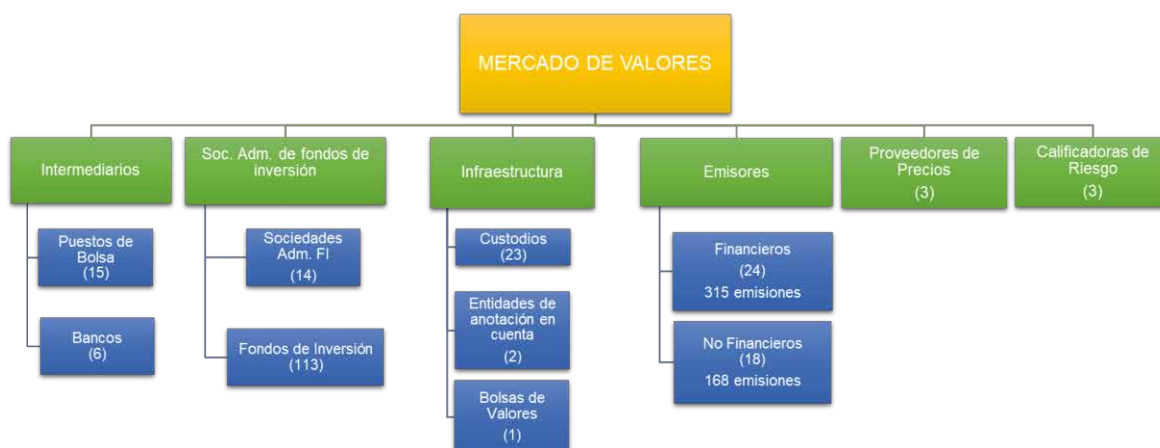 MERCADO DE VALORES
Intermediarios
Soc. Adm. de fondos de
inversión
Infraestructura
Emisores
Proveedores de
Precios
(3)
Calificadoras de
Riesgo
(3)
Puestos de
Bolsa
(15)
Bancos
(6)
Sociedades
Adm. FI
(14)
Fondos de Inversión
(113)
Custodios
(23)
Entidades de
anotación en
cuenta
(2)
Bolsas de
Valores
(1)
Financieros
(24)
315 emisiones
No Financieros
(18)
168 emisiones